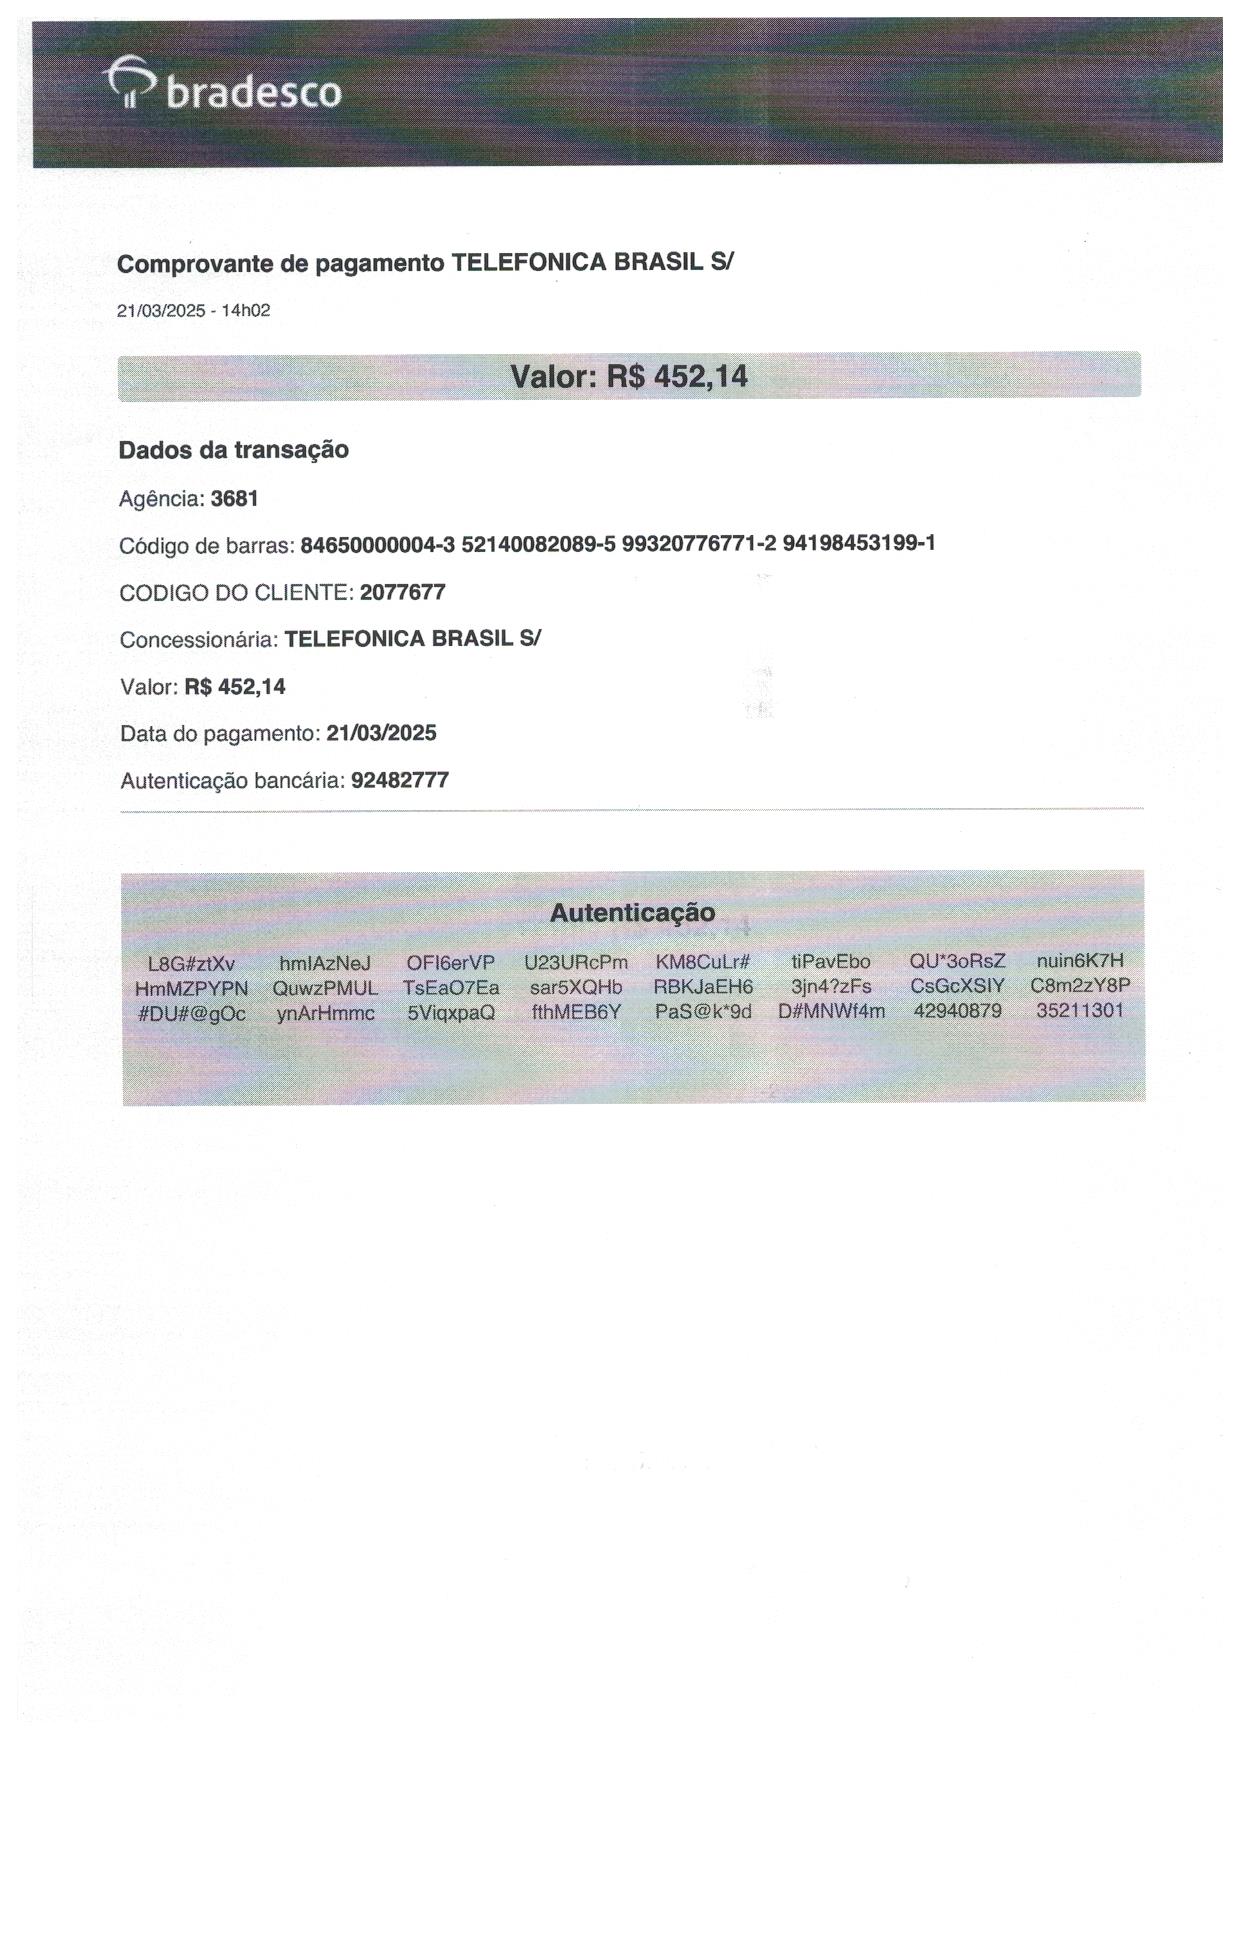 bradesco
Comprovante de pagamento TELEFONICA BRASIL S/
21/03/2025 - 14h02
Valor: R$ 452,14
Dados da transação
Agência: 3681
Código de barras: 84650000004-3 52140082089-5 99320776771-2 94198453199-1
CODIGO DO CLIENTE: 2077677
Concessionária: TELEFONICA BRASIL S/
Valor: R$ 452,14
Data do pagamento: 21/03/2025
Autenticação bancária: 92482777
Autenticação
L8G#ztXv hmIAzNeJ OFI6erVP U23URcPm KM8CuLr# tiPavEbo QU*3oRsZ nuin6K7H
HmMZPYPN QuwzPMUL TsEaO7Ea sar5XQHb RBKJaEH6 3jn4?zFs CsGcXSIY C8m2zY8P
#DU#@gOc ynArHmmc 5ViqxpaQ fthMEB6Y PaS@k*9d D#MNWf4m 42940879 35211301